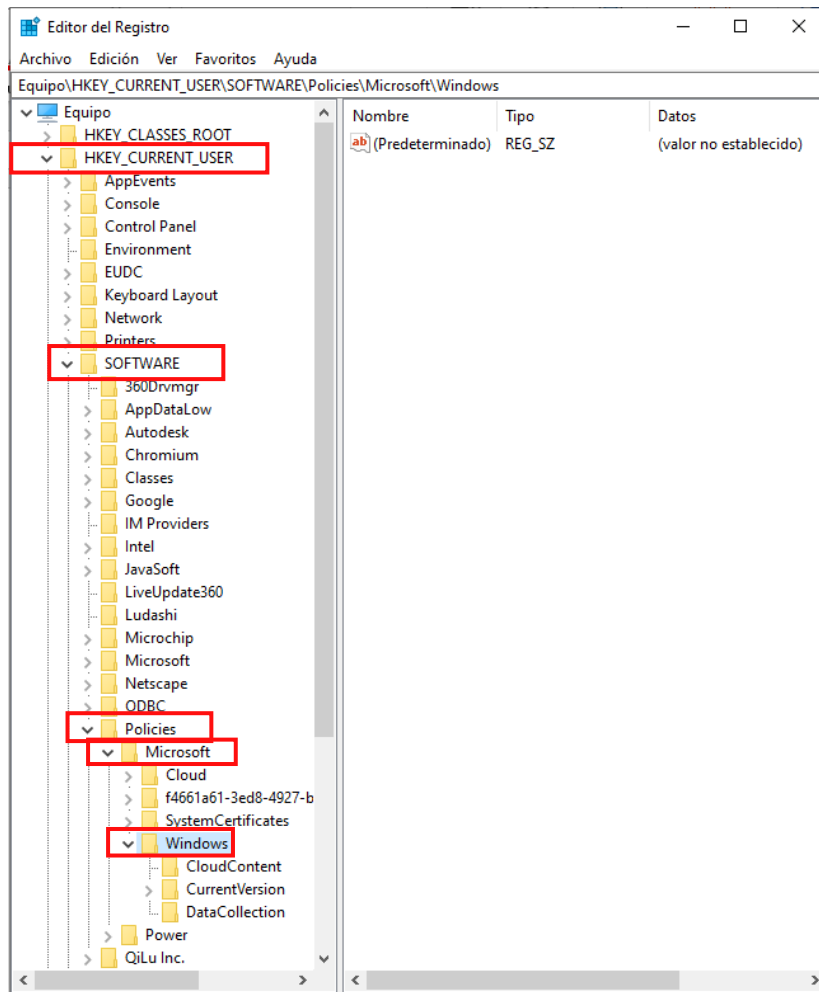 Editor del Registro
Archivo Edición Ver Favoritos Ayuda
Equipo\HKEY_CURRENT_USER\SOFTWARE\Policies\Microsoft\Windows
Equipo
HKEY_CLASSES_ROOT
HKEY_CURRENT_USER
AppEvents
Console
Control Panel
Environment
EUDC
Keyboard Layout
Network
Printers
SOFTWARE
360Drvmgr
AppDataLow
Autodesk
Chromium
Classes
Google
IM Providers
Intel
JavaSoft
LiveUpdate360
Ludashi
Microchip
Microsoft
Netscape
ODBC
Policies
Microsoft
Cloud
f4661a61-3ed8-4927-b
SystemCertificates
Windows
CloudContent
CurrentVersion
DataCollection
Power
QiLu Inc.
Nombre Tipo Datos
ab (Predeterminado) REG_SZ (valor no establecido)